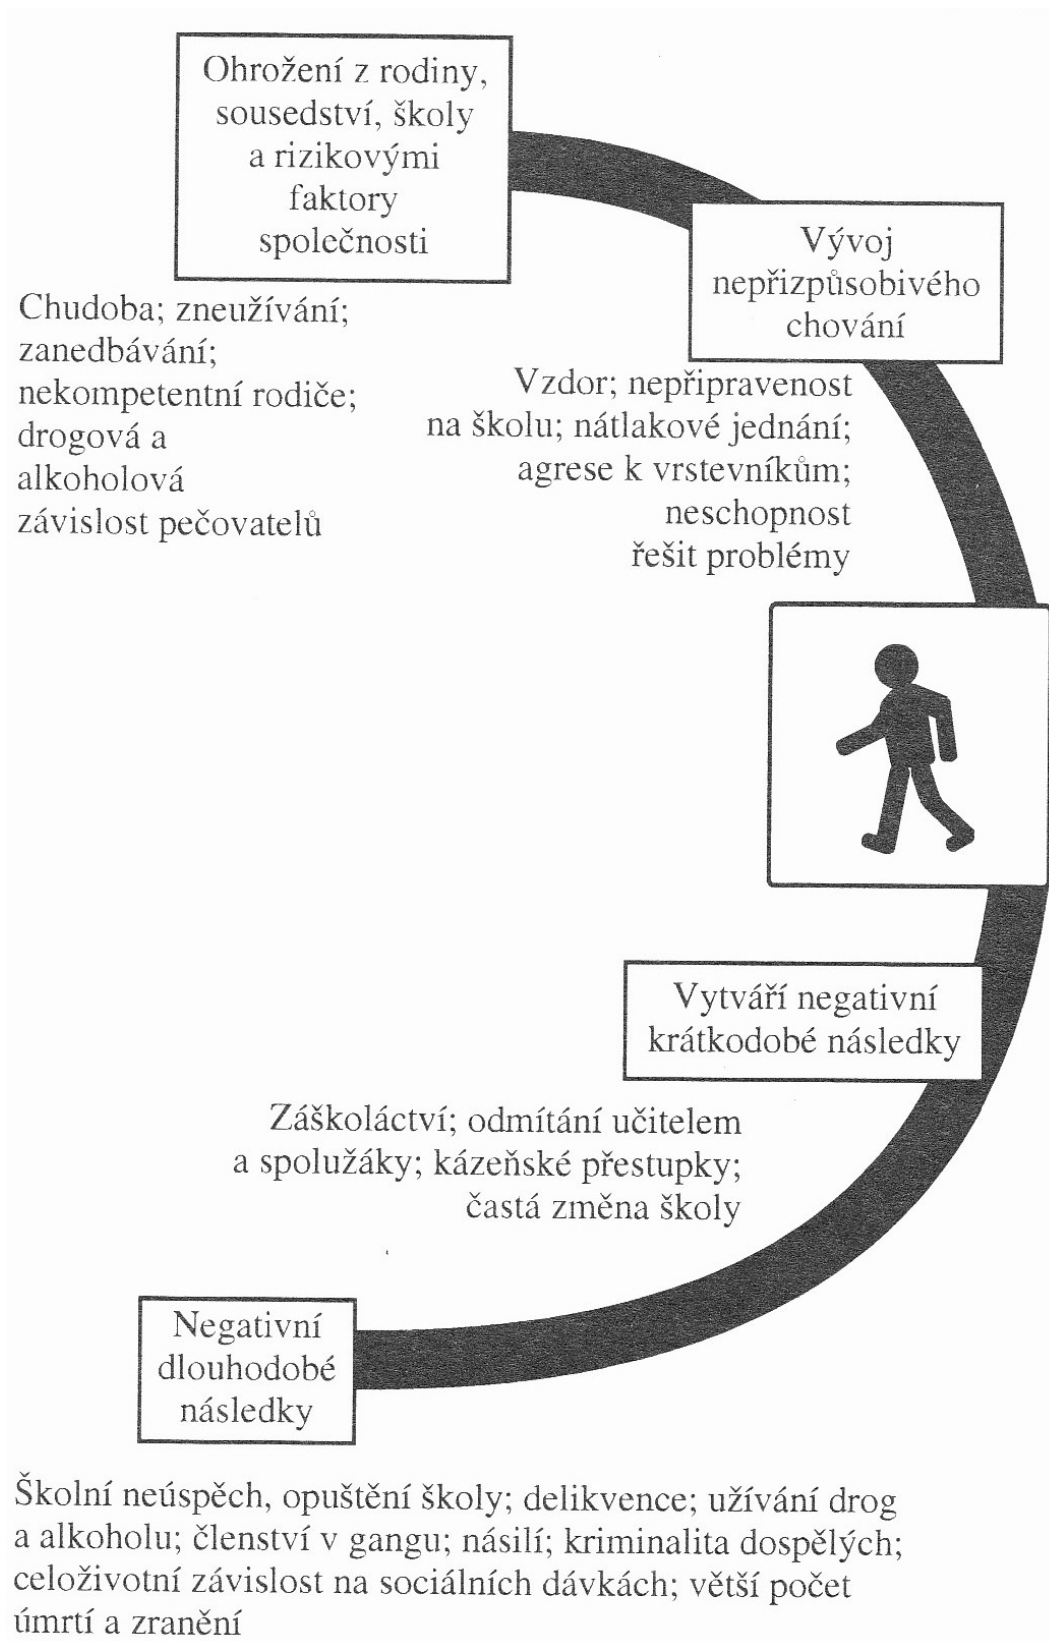 Ohrožení z rodiny,
sousedství, školy
a rizikovými
faktory
společnosti
Chudoba; zneužívání;
zanedbávání;
nekompetentní rodiče;
drogová a
alkoholová
závislost pečovatelů
Vývoj
nepřizpůsobivého
chování
Vzdor; nepřipravenost
na školu; nátlakové jednání;
agrese k vrstevníkům;
neschopnost
řešit problémy
Vytváří negativní
krátkodobé následky
Záškoláctví; odmítání učitelem
a spolužáky; kázeňské přestupky;
častá změna školy
Negativní
dlouhodobé
následky
Školní neúspěch, opuštění školy; delikvence; užívání drog
a alkoholu; členství v gangu; násilí; kriminalita dospělých;
celoživotní závislost na sociálních dávkách; větší počet
úmrtí a zranění